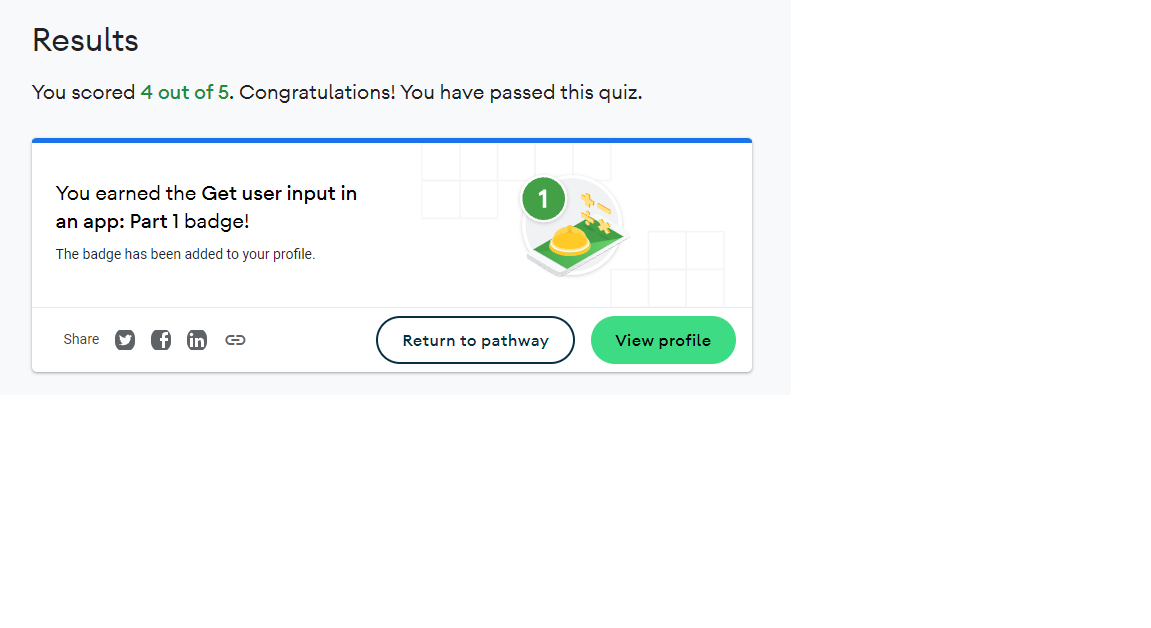 Results
You scored 4 out of 5. Congratulations! You have passed this quiz.
1
You earned the Get user input in
an app: Part 1 badge!
The badge has been added to your profile.
Share
Return to pathway
View profile